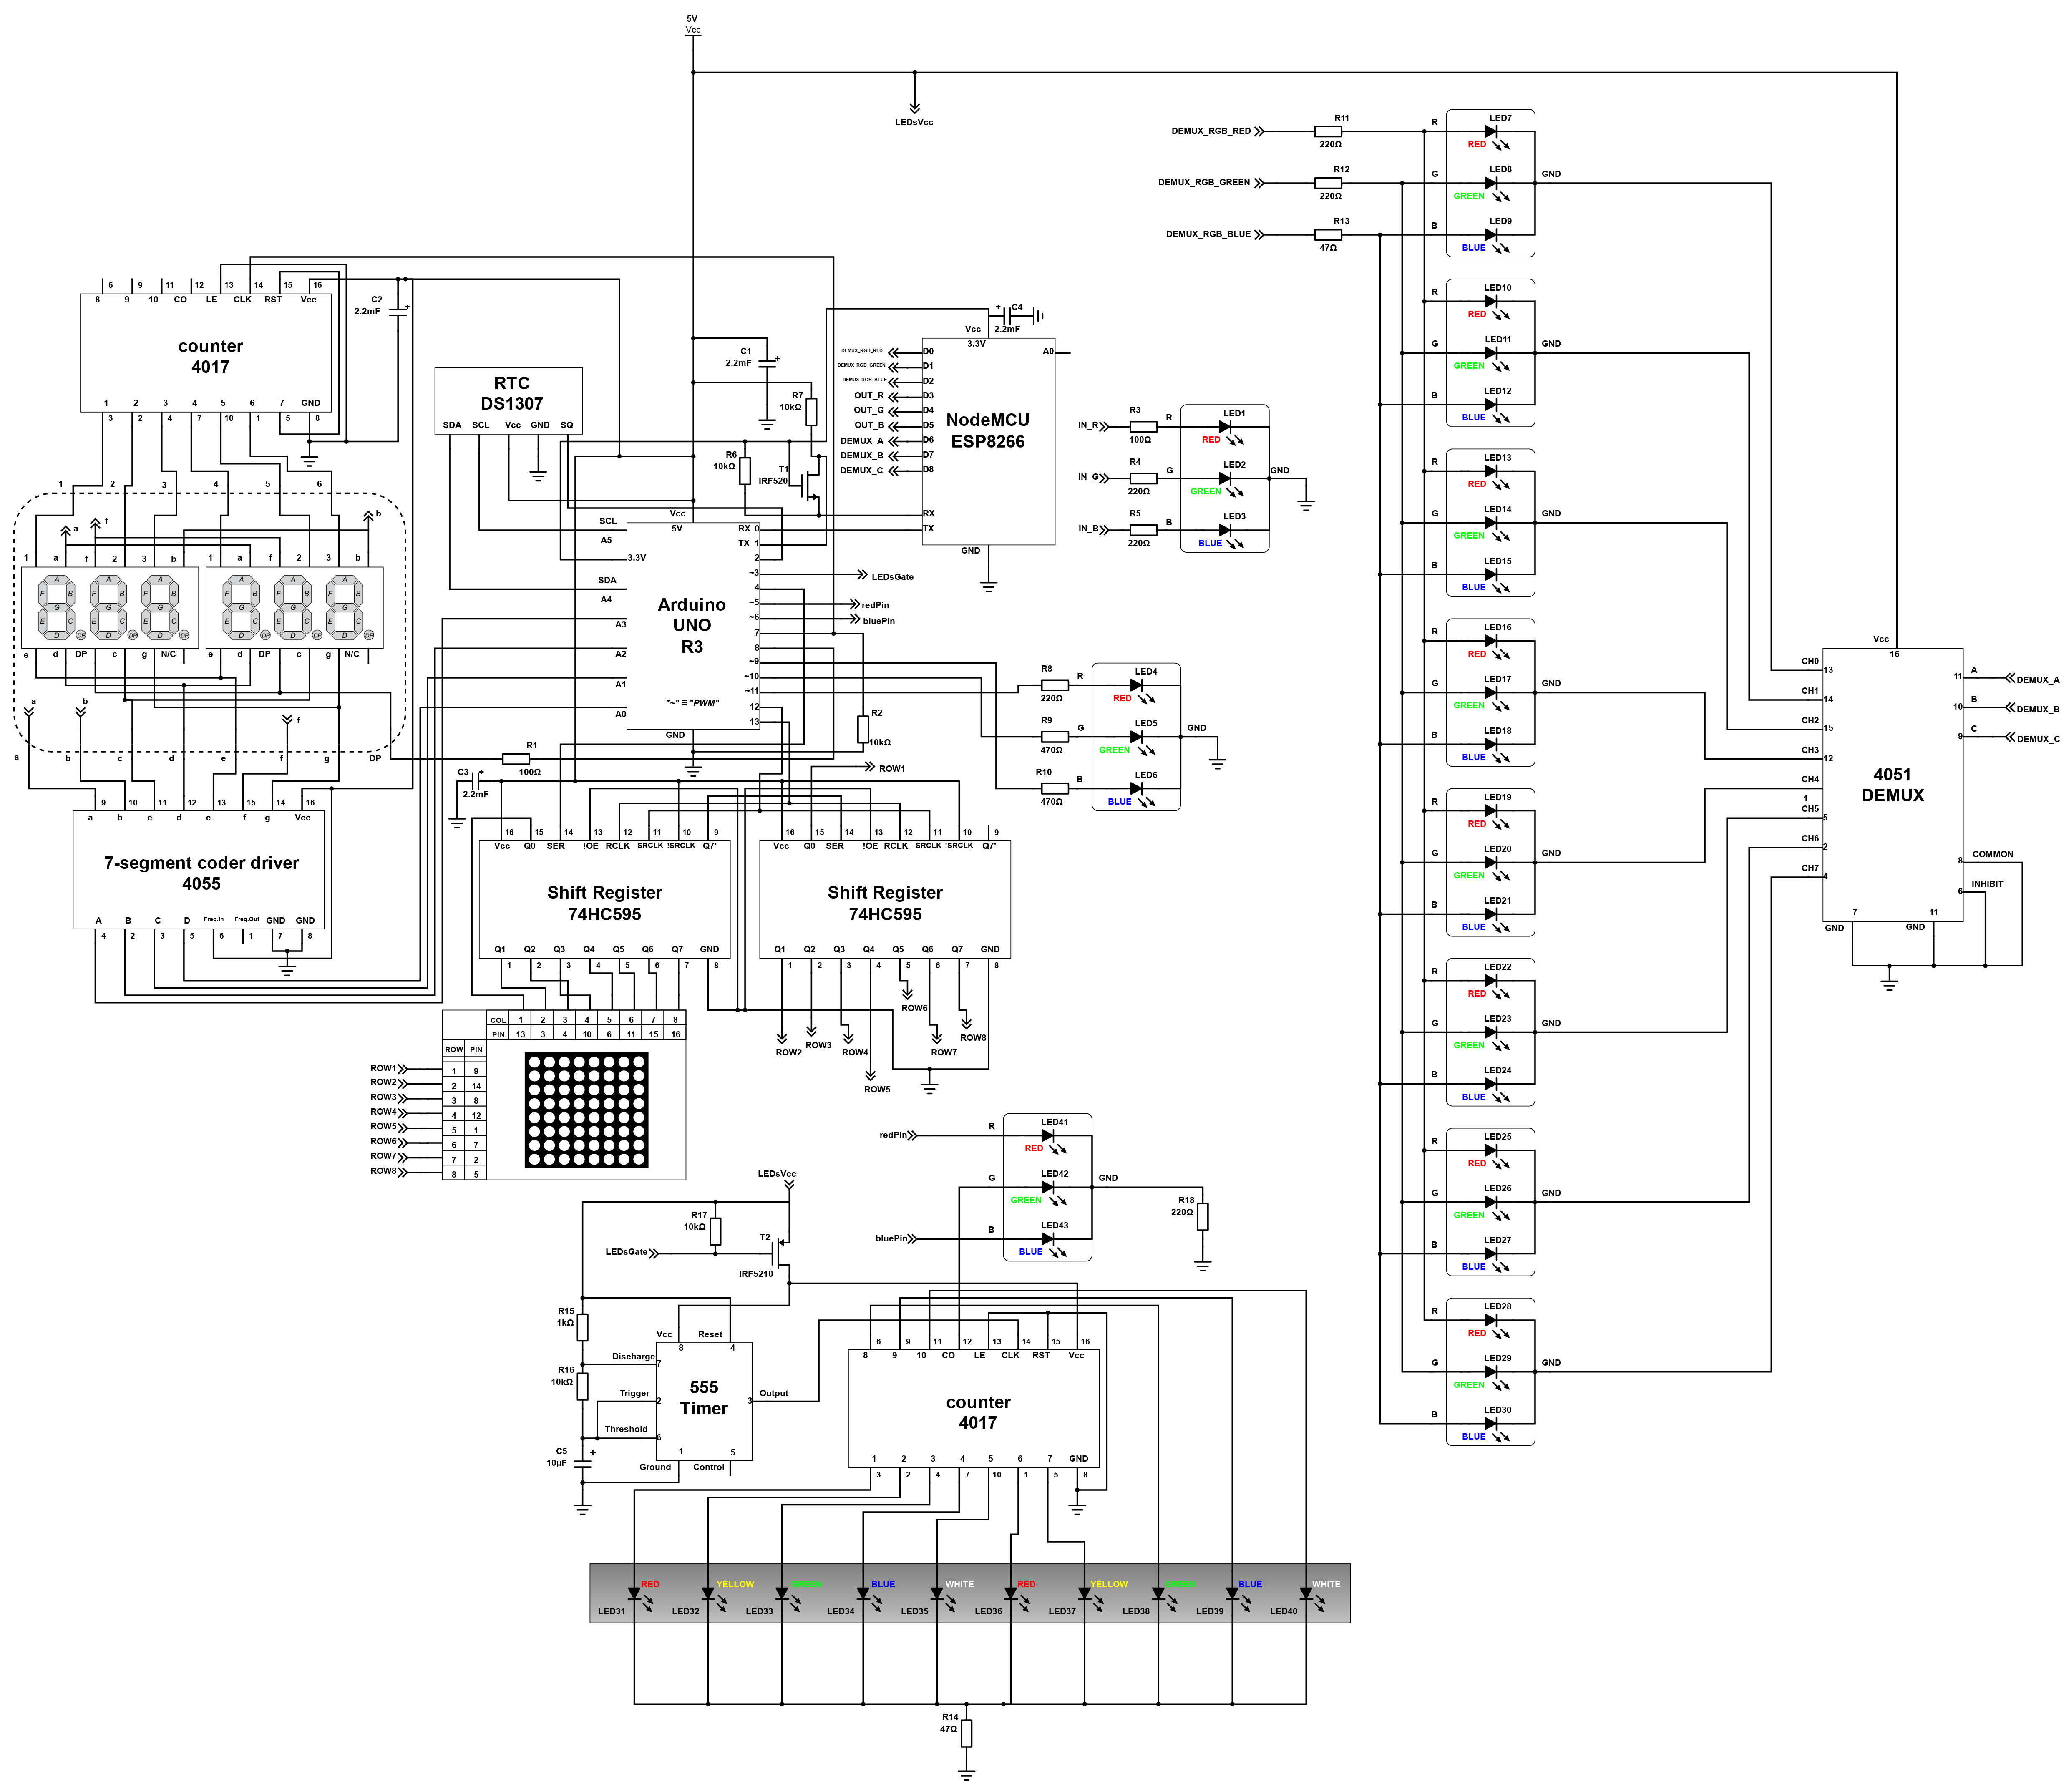 5V
Vcc
LEDsVcc
DEMUX_RGB_RED
R11
220Ω
DEMUX_RGB_GREEN
R12
220Ω
DEMUX_RGB_BLUE
R13
47Ω
R
LED7
RED
G
LED8
GREEN
B
LED9
BLUE
GND
R
LED10
RED
G
LED11
GREEN
B
LED12
BLUE
GND
R
LED13
RED
G
LED14
GREEN
B
LED15
BLUE
GND
R
LED16
RED
G
LED17
GREEN
B
LED18
BLUE
GND
R
LED19
RED
G
LED20
GREEN
B
LED21
BLUE
GND
R
LED22
RED
G
LED23
GREEN
B
LED24
BLUE
GND
R
LED25
RED
G
LED26
GREEN
B
LED27
BLUE
GND
R
LED28
RED
G
LED29
GREEN
B
LED30
BLUE
GND
Vcc
16
CH0
13
CH1
14
CH2
15
CH3
12
CH4
1
CH5
5
CH6
2
CH7
4
4051
DEMUX
11 A DEMUX_A
10 B DEMUX_B
9 C DEMUX_C
8 COMMON
6 INHIBIT
7 11
GND GND
6 9 11 12 13 14 15 16
8 9 10 CO LE CLK RST Vcc
counter
4017
1 2 3 4 5 6 7 GND
3 2 4 7 10 1 5 8
C2
2.2mF
+
1 2 3 4 5 6
a f b
1 a f 2 3 b 1 a f 2 3 b
A B C D E F G DP
A B C D E F G DP
A B C D E F G DP
A B C D E F G DP
A B C D E F G DP
A B C D E F G DP
e d DP c g N/C e d DP c g N/C
a b f
a b c d e f g DP
9 10 11 12 13 15 14 16
a b c d e f g Vcc
7-segment coder driver
4055
A B C D Freq.In Freq.Out GND GND
4 2 3 5 6 1 7 8
RTC
DS1307
SDA SCL Vcc GND SQ
C1
2.2mF
+
R7
10kΩ
R6
10kΩ
T1
IRF520
+ C4
2.2mF
Vcc
3.3V
A0
DEMUX_RGB_RED D0
DEMUX_RGB_GREEN D1
DEMUX_RGB_BLUE D2
OUT_R D3
OUT_G D4
OUT_B D5
DEMUX_A D6
DEMUX_B D7
DEMUX_C D8
NodeMCU
ESP8266
RX
TX
GND
IN_R
R3
100Ω
R
LED1
RED
IN_G
R4
220Ω
G
LED2
GREEN
IN_B
R5
220Ω
B
LED3
BLUE
GND
Vcc
5V
SCL
A5
3.3V
SDA
A4
A3
A2
A1
A0
Arduino
UNO
R3
"~" ≡ "PWM"
GND
RX 0
TX 1
2
~3
4
~5
~6
7
8
~9
~10
~11
12
13
LEDsGate
redPin
bluePin
R2
10kΩ
R1
100Ω
R8
220Ω
R
LED4
RED
R9
470Ω
G
LED5
GREEN
R10
470Ω
B
LED6
BLUE
GND
C3
+
2.2mF
ROW1
16 15 14 13 12 11 10 9
Vcc Q0 SER !OE RCLK SRCLK !SRCLK Q7'
Shift Register
74HC595
Q1 Q2 Q3 Q4 Q5 Q6 Q7 GND
1 2 3 4 5 6 7 8
16 15 14 13 12 11 10 9
Vcc Q0 SER !OE RCLK SRCLK !SRCLK Q7'
Shift Register
74HC595
Q1 Q2 Q3 Q4 Q5 Q6 Q7 GND
1 2 3 4 5 6 7 8
ROW2
ROW3
ROW4
ROW5
ROW6
ROW7
ROW8
COL 1 2 3 4 5 6 7 8
PIN 13 3 4 10 6 11 15 16
ROW PIN
ROW1 1 9
ROW2 2 14
ROW3 3 8
ROW4 4 12
ROW5 5 1
ROW6 6 7
ROW7 7 2
ROW8 8 5
redPin
R
LED41
RED
G
LED42
GREEN
bluePin
B
LED43
BLUE
GND
R18
220Ω
LEDsVcc
R17
10kΩ
LEDsGate
T2
IRF5210
R15
1kΩ
R16
10kΩ
C5
+
10μF
Vcc Reset
8 4
Discharge
7
Trigger
2
Threshold
6
555
Timer
Output
3
1 5
Ground Control
6 9 11 12 13 14 15 16
8 9 10 CO LE CLK RST Vcc
counter
4017
1 2 3 4 5 6 7 GND
3 2 4 7 10 1 5 8
RED YELLOW GREEN BLUE WHITE RED YELLOW GREEN BLUE WHITE
LED31 LED32 LED33 LED34 LED35 LED36 LED37 LED38 LED39 LED40
R14
47Ω